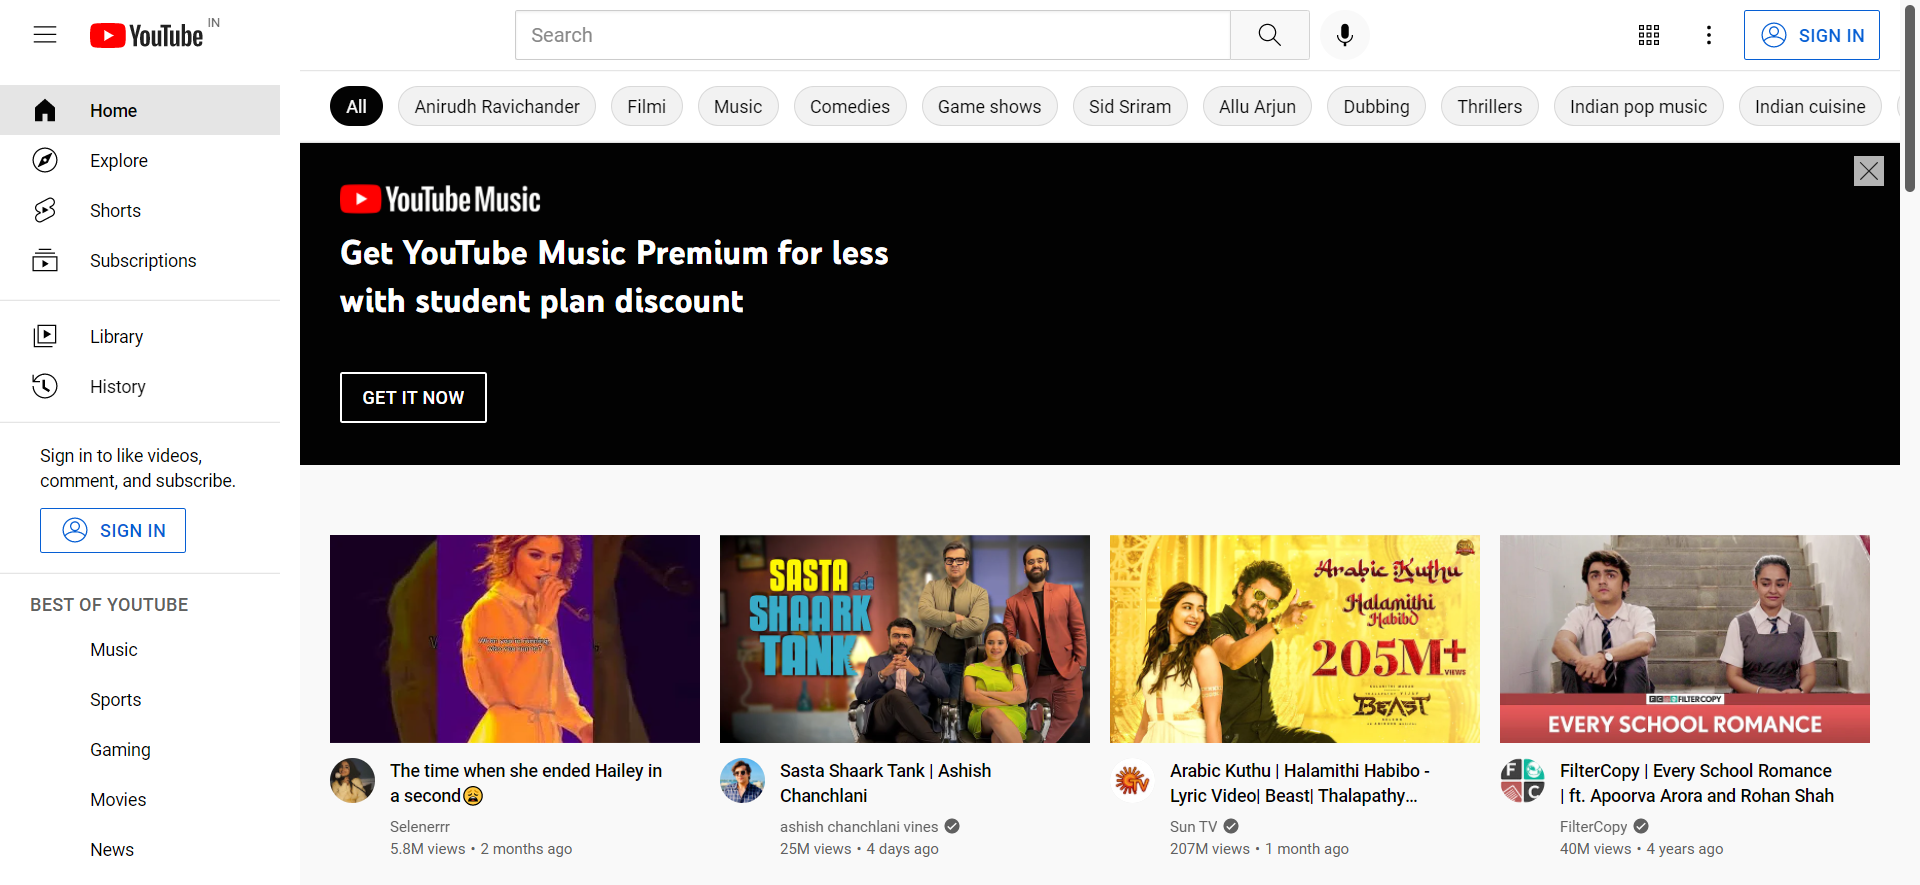 YouTube IN
Search
SIGN IN
Home
Explore
Shorts
Subscriptions
Library
History
Sign in to like videos,
comment, and subscribe.
SIGN IN
BEST OF YOUTUBE
Music
Sports
Gaming
Movies
News
All
Anirudh Ravichander
Filmi
Music
Comedies
Game shows
Sid Sriram
Allu Arjun
Dubbing
Thrillers
Indian pop music
Indian cuisine
YouTube Music
Get YouTube Music Premium for less
with student plan discount
GET IT NOW
The time when she ended Hailey in
a second😩
Selenerrr
5.8M views • 2 months ago
SASTA
SHAARK
TANK
Sasta Shaark Tank | Ashish
Chanchlani
ashish chanchlani vines
25M views • 4 days ago
Arabic Kuthu
Halamithi
Habibo
205M+
VIEWS
BEAST
Arabic Kuthu | Halamithi Habibo -
Lyric Video| Beast| Thalapathy...
Sun TV
207M views • 1 month ago
FILTERCOPY
EVERY SCHOOL ROMANCE
FilterCopy | Every School Romance
| ft. Apoorva Arora and Rohan Shah
FilterCopy
40M views • 4 years ago